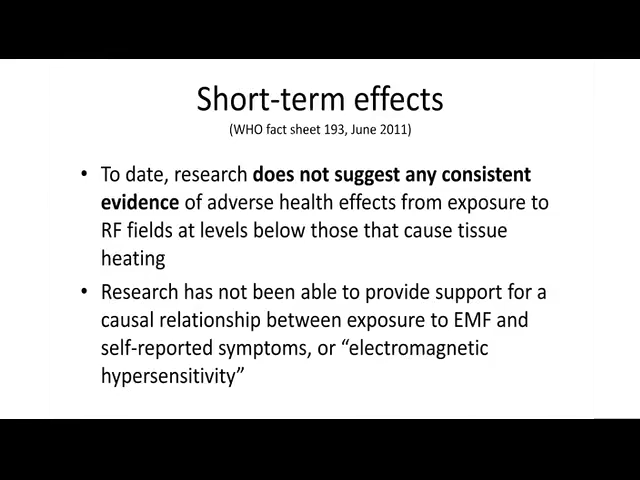 Short-term effects
(WHO fact sheet 193, June 2011)
• To date, research does not suggest any consistent
evidence of adverse health effects from exposure to
RF fields at levels below those that cause tissue
heating
• Research has not been able to provide support for a
causal relationship between exposure to EMF and
self-reported symptoms, or “electromagnetic
hypersensitivity”